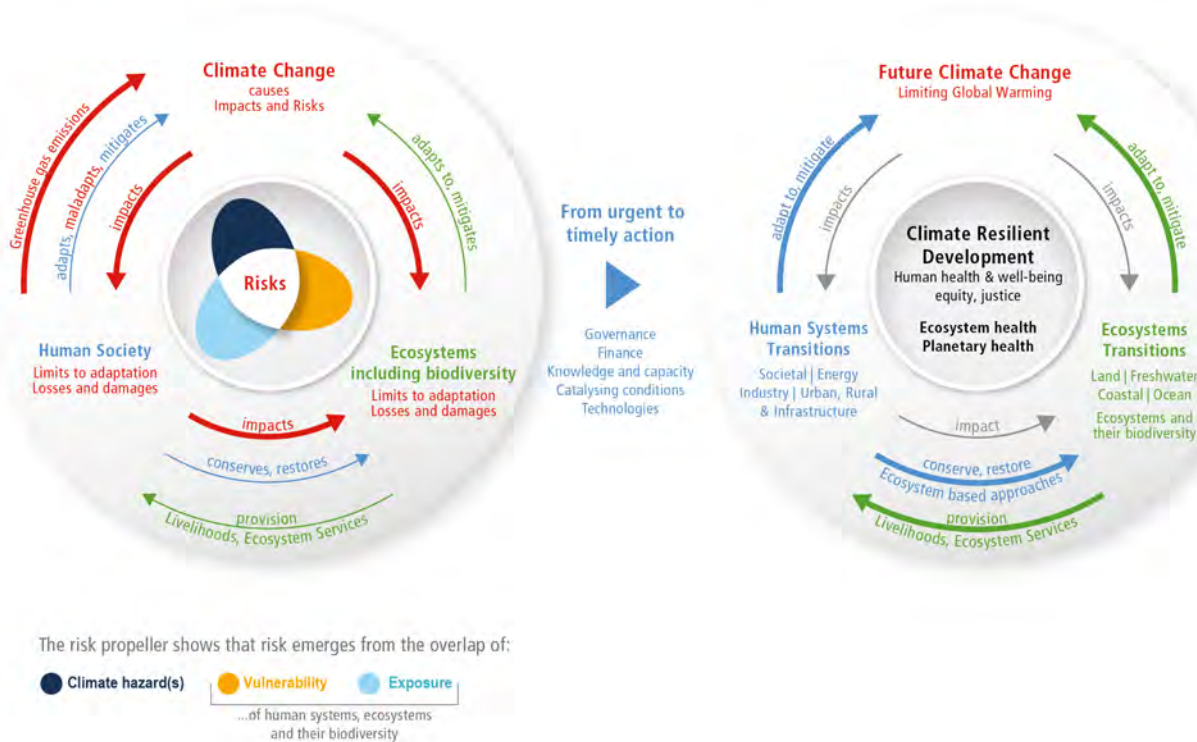 Climate Change
causes
Impacts and Risks
Greenhouse gas emissions
adapts, maladapts, mitigates
impacts
impacts
adapts to, mitigates
Risks
Human Society
Limits to adaptation
Losses and damages
Ecosystems
including biodiversity
Limits to adaptation
Losses and damages
impacts
conserves, restores
provision
Livelihoods, Ecosystem Services
From urgent to
timely action
Governance
Finance
Knowledge and capacity
Catalysing conditions
Technologies
Future Climate Change
Limiting Global Warming
adapt to, mitigate
impacts
impacts
adapt to, mitigate
Climate Resilient
Development
Human health & well-being
equity, justice
Ecosystem health
Planetary health
Human Systems
Transitions
Societal | Energy
Industry | Urban, Rural
& Infrastructure
Ecosystems
Transitions
Land | Freshwater
Coastal | Ocean
Ecosystems and
their biodiversity
impact
conserve, restore
Ecosystem based approaches
provision
Livelihoods, Ecosystem Services
The risk propeller shows that risk emerges from the overlap of:
Climate hazard(s)
Vulnerability
Exposure
...of human systems, ecosystems
and their biodiversity